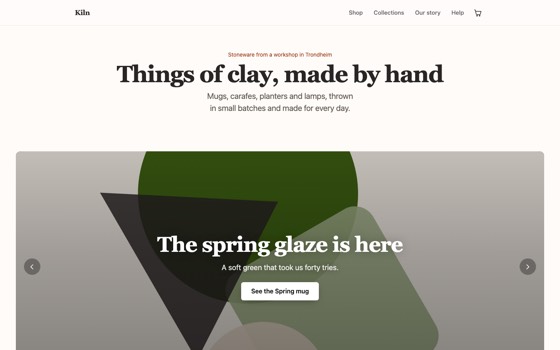 Kiln
Shop
Collections
Our story
Help
Stoneware from a workshop in Trondheim
Things of clay, made by hand
Mugs, carafes, planters and lamps, thrown
in small batches and made for every day.
The spring glaze is here
A soft green that took us forty tries.
See the Spring mug